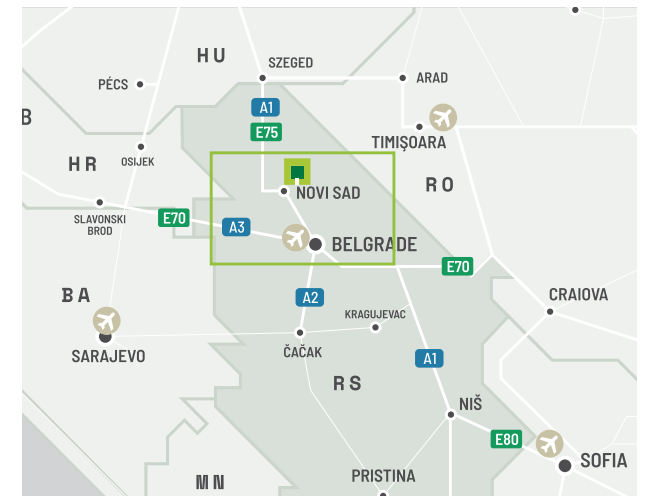 HU
SZEGED
PÉCS
ARAD
A1
E75
B
TIMIŞOARA
HR
OSIJEK
RO
NOVI SAD
SLAVONSKI
BROD
E70
A3
BELGRADE
E70
BA
A2
CRAIOVA
KRAGUJEVAC
SARAJEVO
ČAČAK
A1
RS
NIŠ
E80
SOFIA
PRISTINA
MN